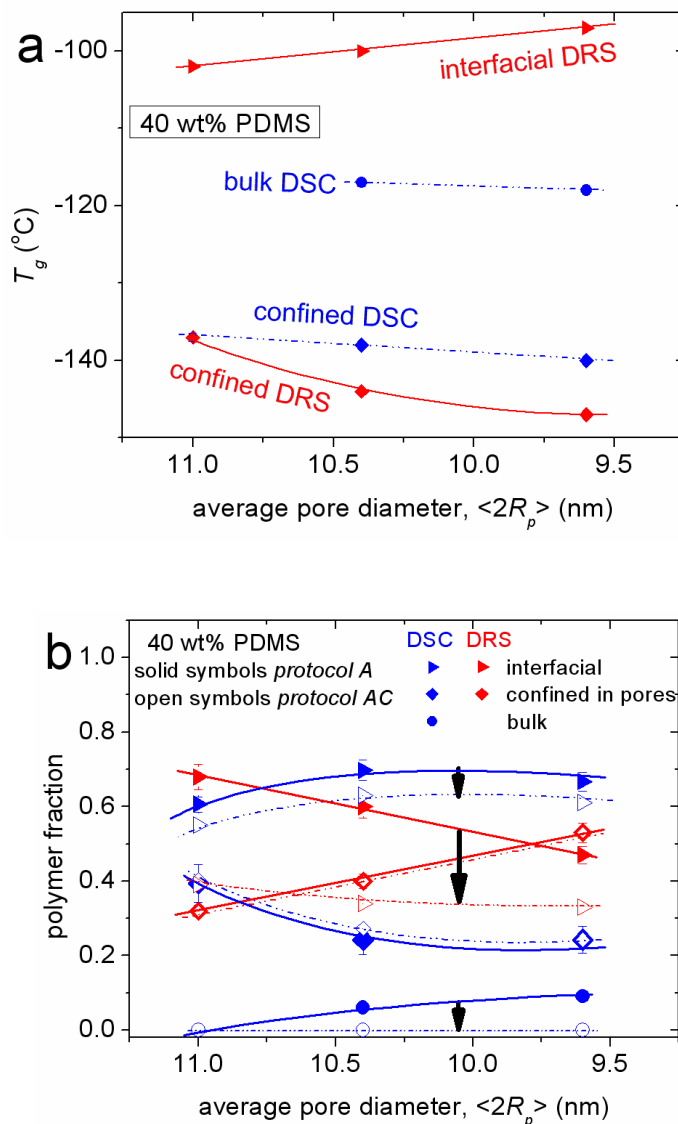 a
-100
interfacial DRS
40 wt% PDMS
bulk DSC
-120
T_g (°C)
confined DSC
-140
confined DRS
11.0 10.5 10.0 9.5
average pore diameter, <2R_p> (nm)
b
40 wt% PDMS DSC DRS
1.0
solid symbols protocol A interfacial
open symbols protocol AC confined in pores
bulk
0.8
0.6
polymer fraction
0.4
0.2
0.0
11.0 10.5 10.0 9.5
average pore diameter, <2R_p> (nm)